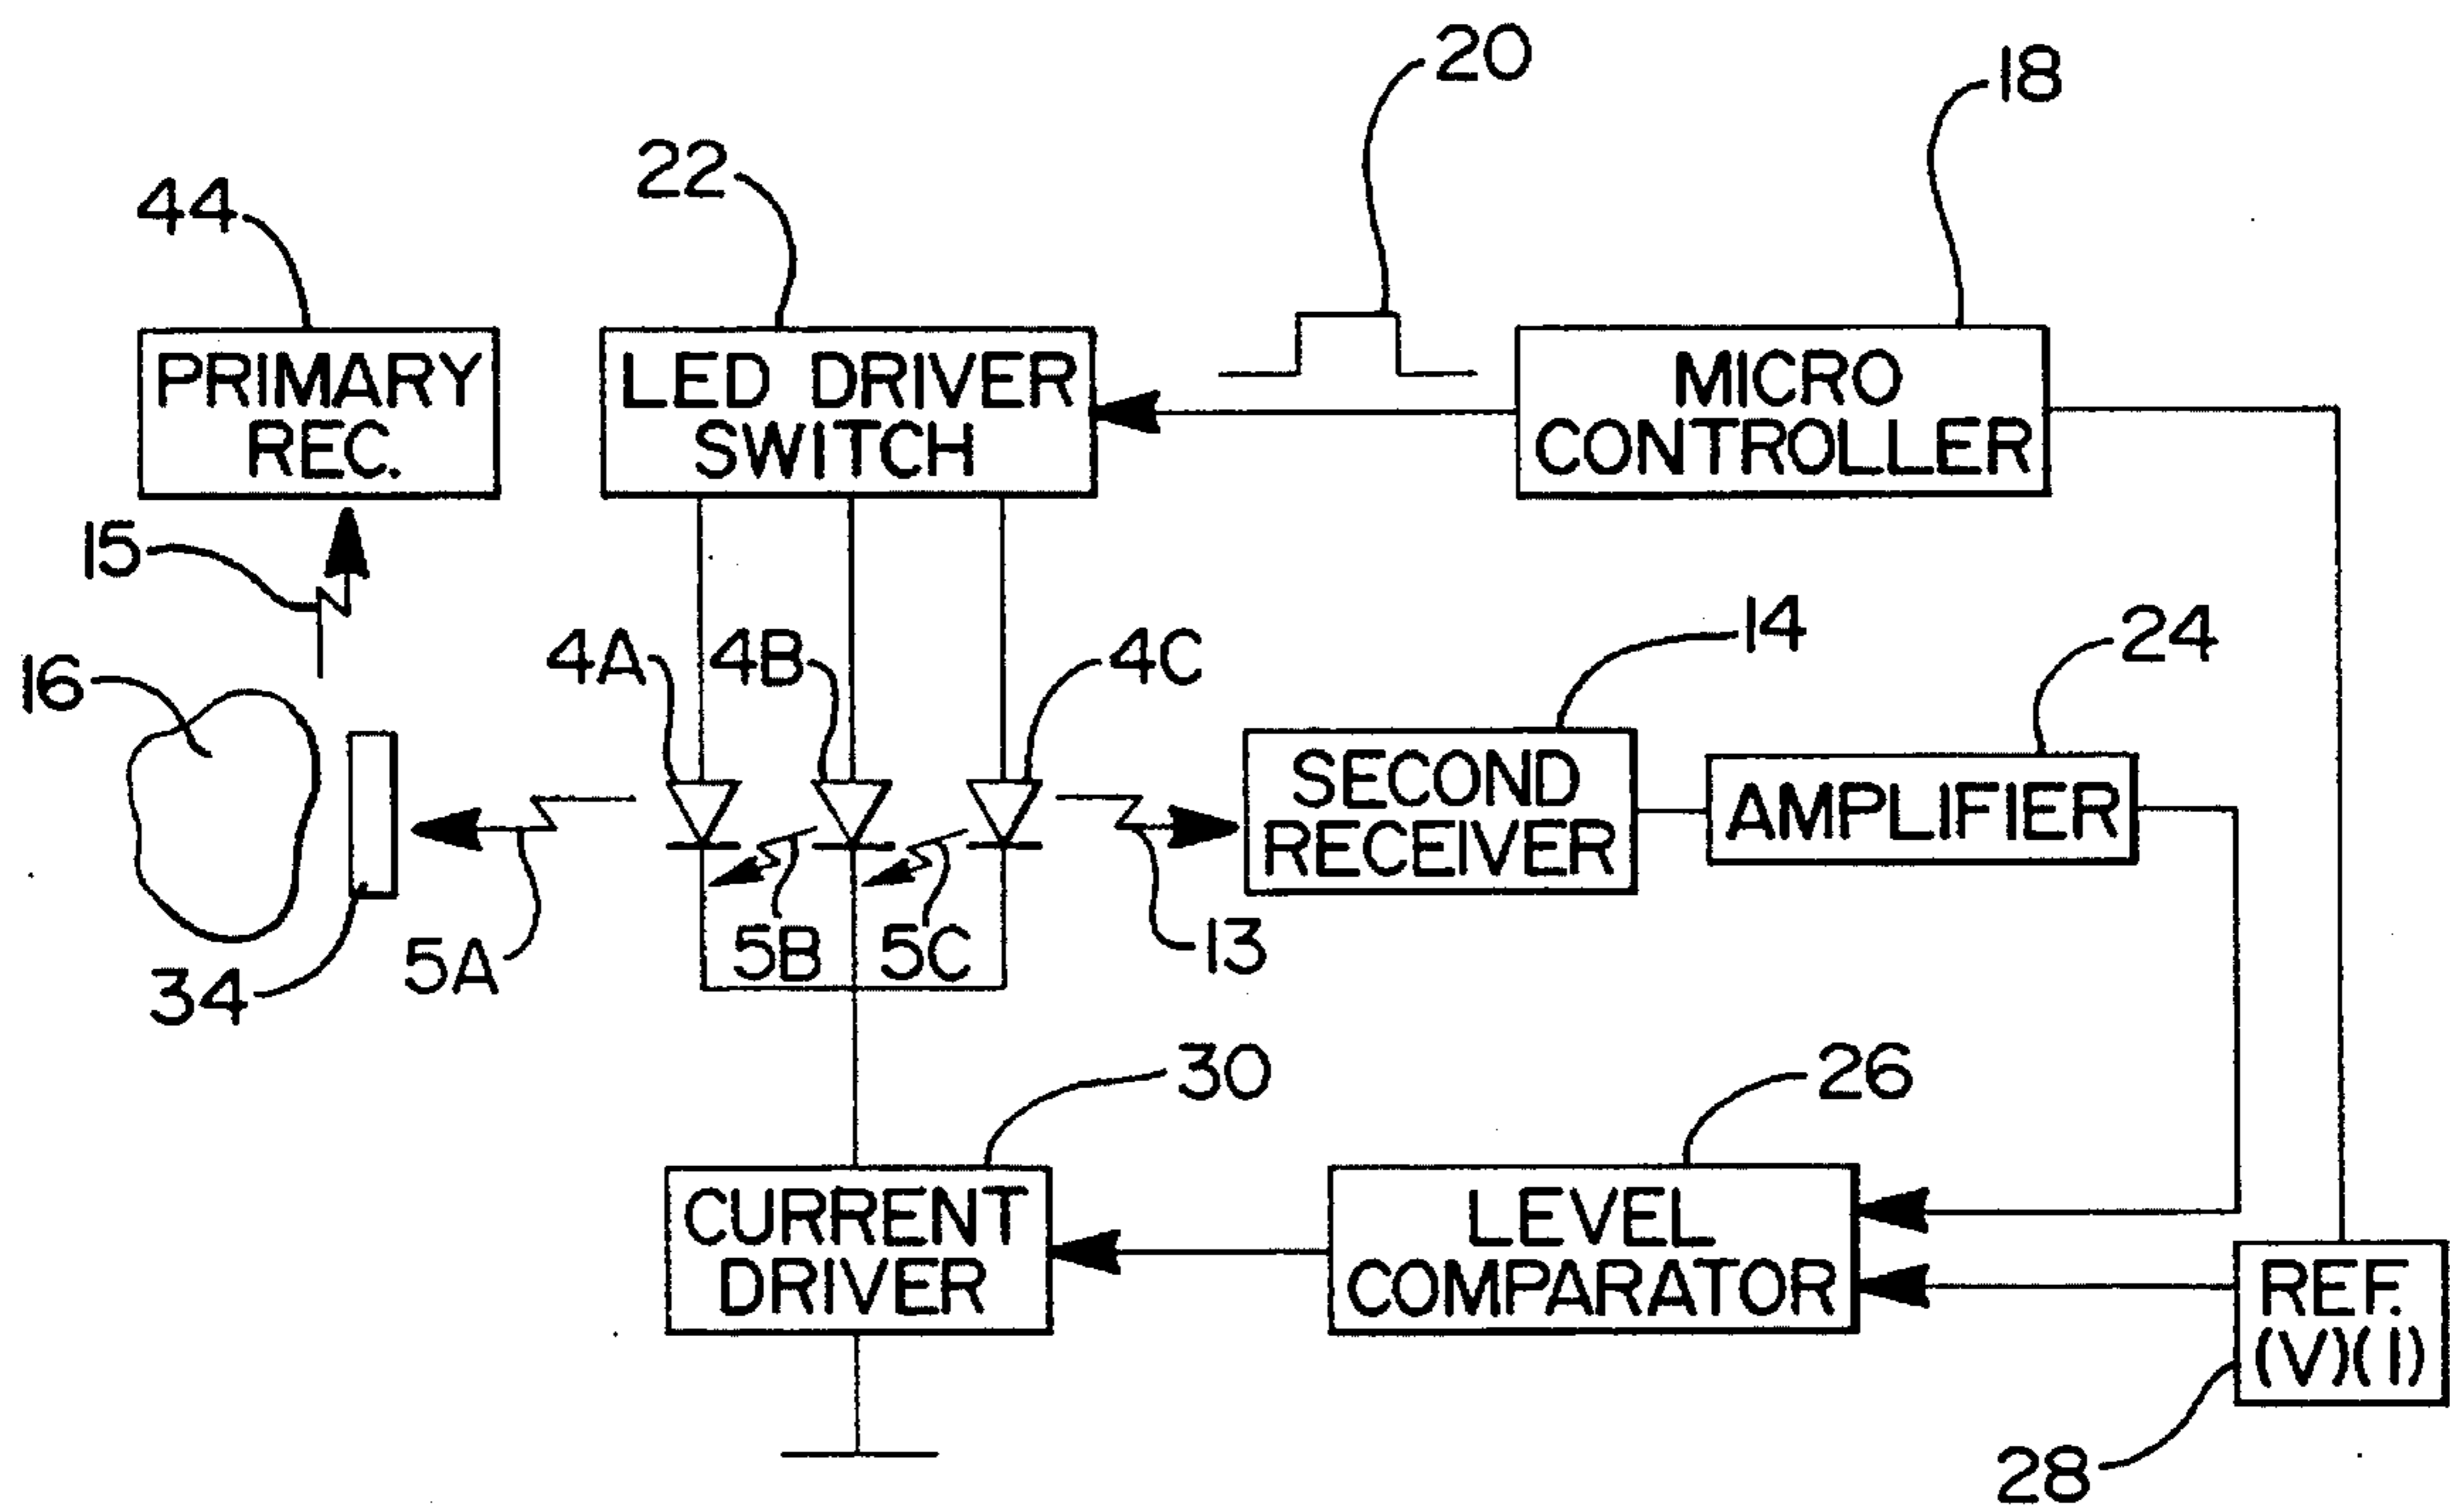 20
18
22
44
PRIMARY
REC.
LED DRIVER
SWITCH
MICRO
CONTROLLER
15
16
4A
4B
4C
14
24
SECOND
RECEIVER
AMPLIFIER
5A
5B
5C
13
34
30
26
CURRENT
DRIVER
LEVEL
COMPARATOR
REF.
(V)(I)
28